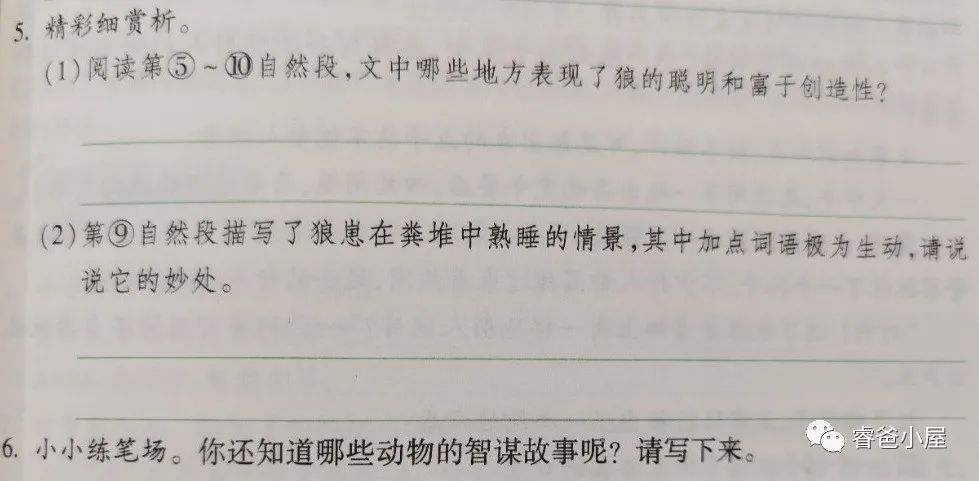 5. 精彩细赏析。
(1)阅读第⑤~⑩自然段,文中哪些地方表现了狼的聪明和富于创造性?
(2)第⑨自然段描写了狼崽在粪堆中熟睡的情景,其中加点词语极为生动,请说
说它的妙处。
6. 小小练笔场。你还知道哪些动物的智谋故事呢? 请写下来。
睿爸小屋